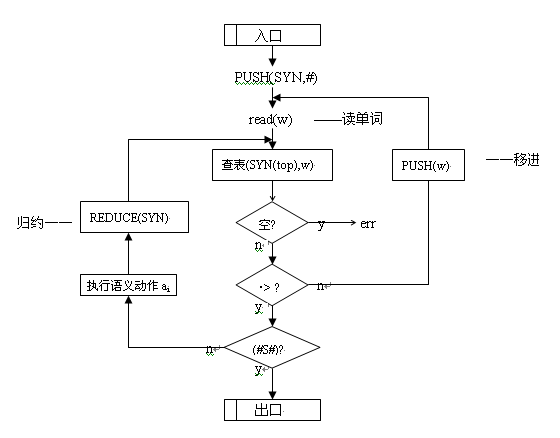 入口
PUSH(SYN,#)
read(w) ——读单词
查表(SYN(top),w)
PUSH(w) ——移进
归约—— REDUCE(SYN)
空? y err
n
执行语义动作 ai
·> ? n
y
n (#S#)?
y
出口